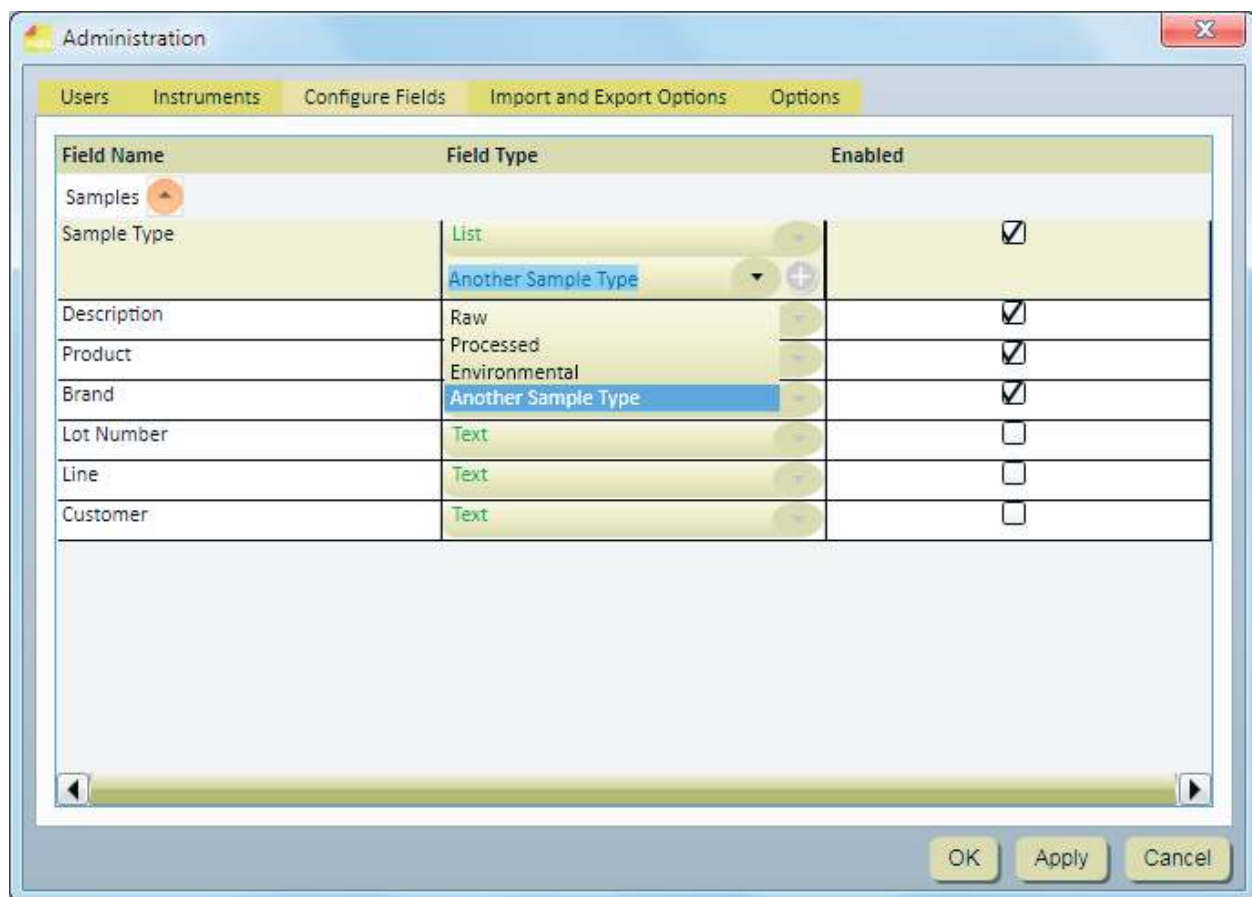 Administration
Users Instruments Configure Fields Import and Export Options Options
Field Name Field Type Enabled
Samples
Sample Type List
Another Sample Type
Description Raw
Product Processed
Environmental
Brand Another Sample Type
Lot Number Text
Line Text
Customer Text
OK Apply Cancel